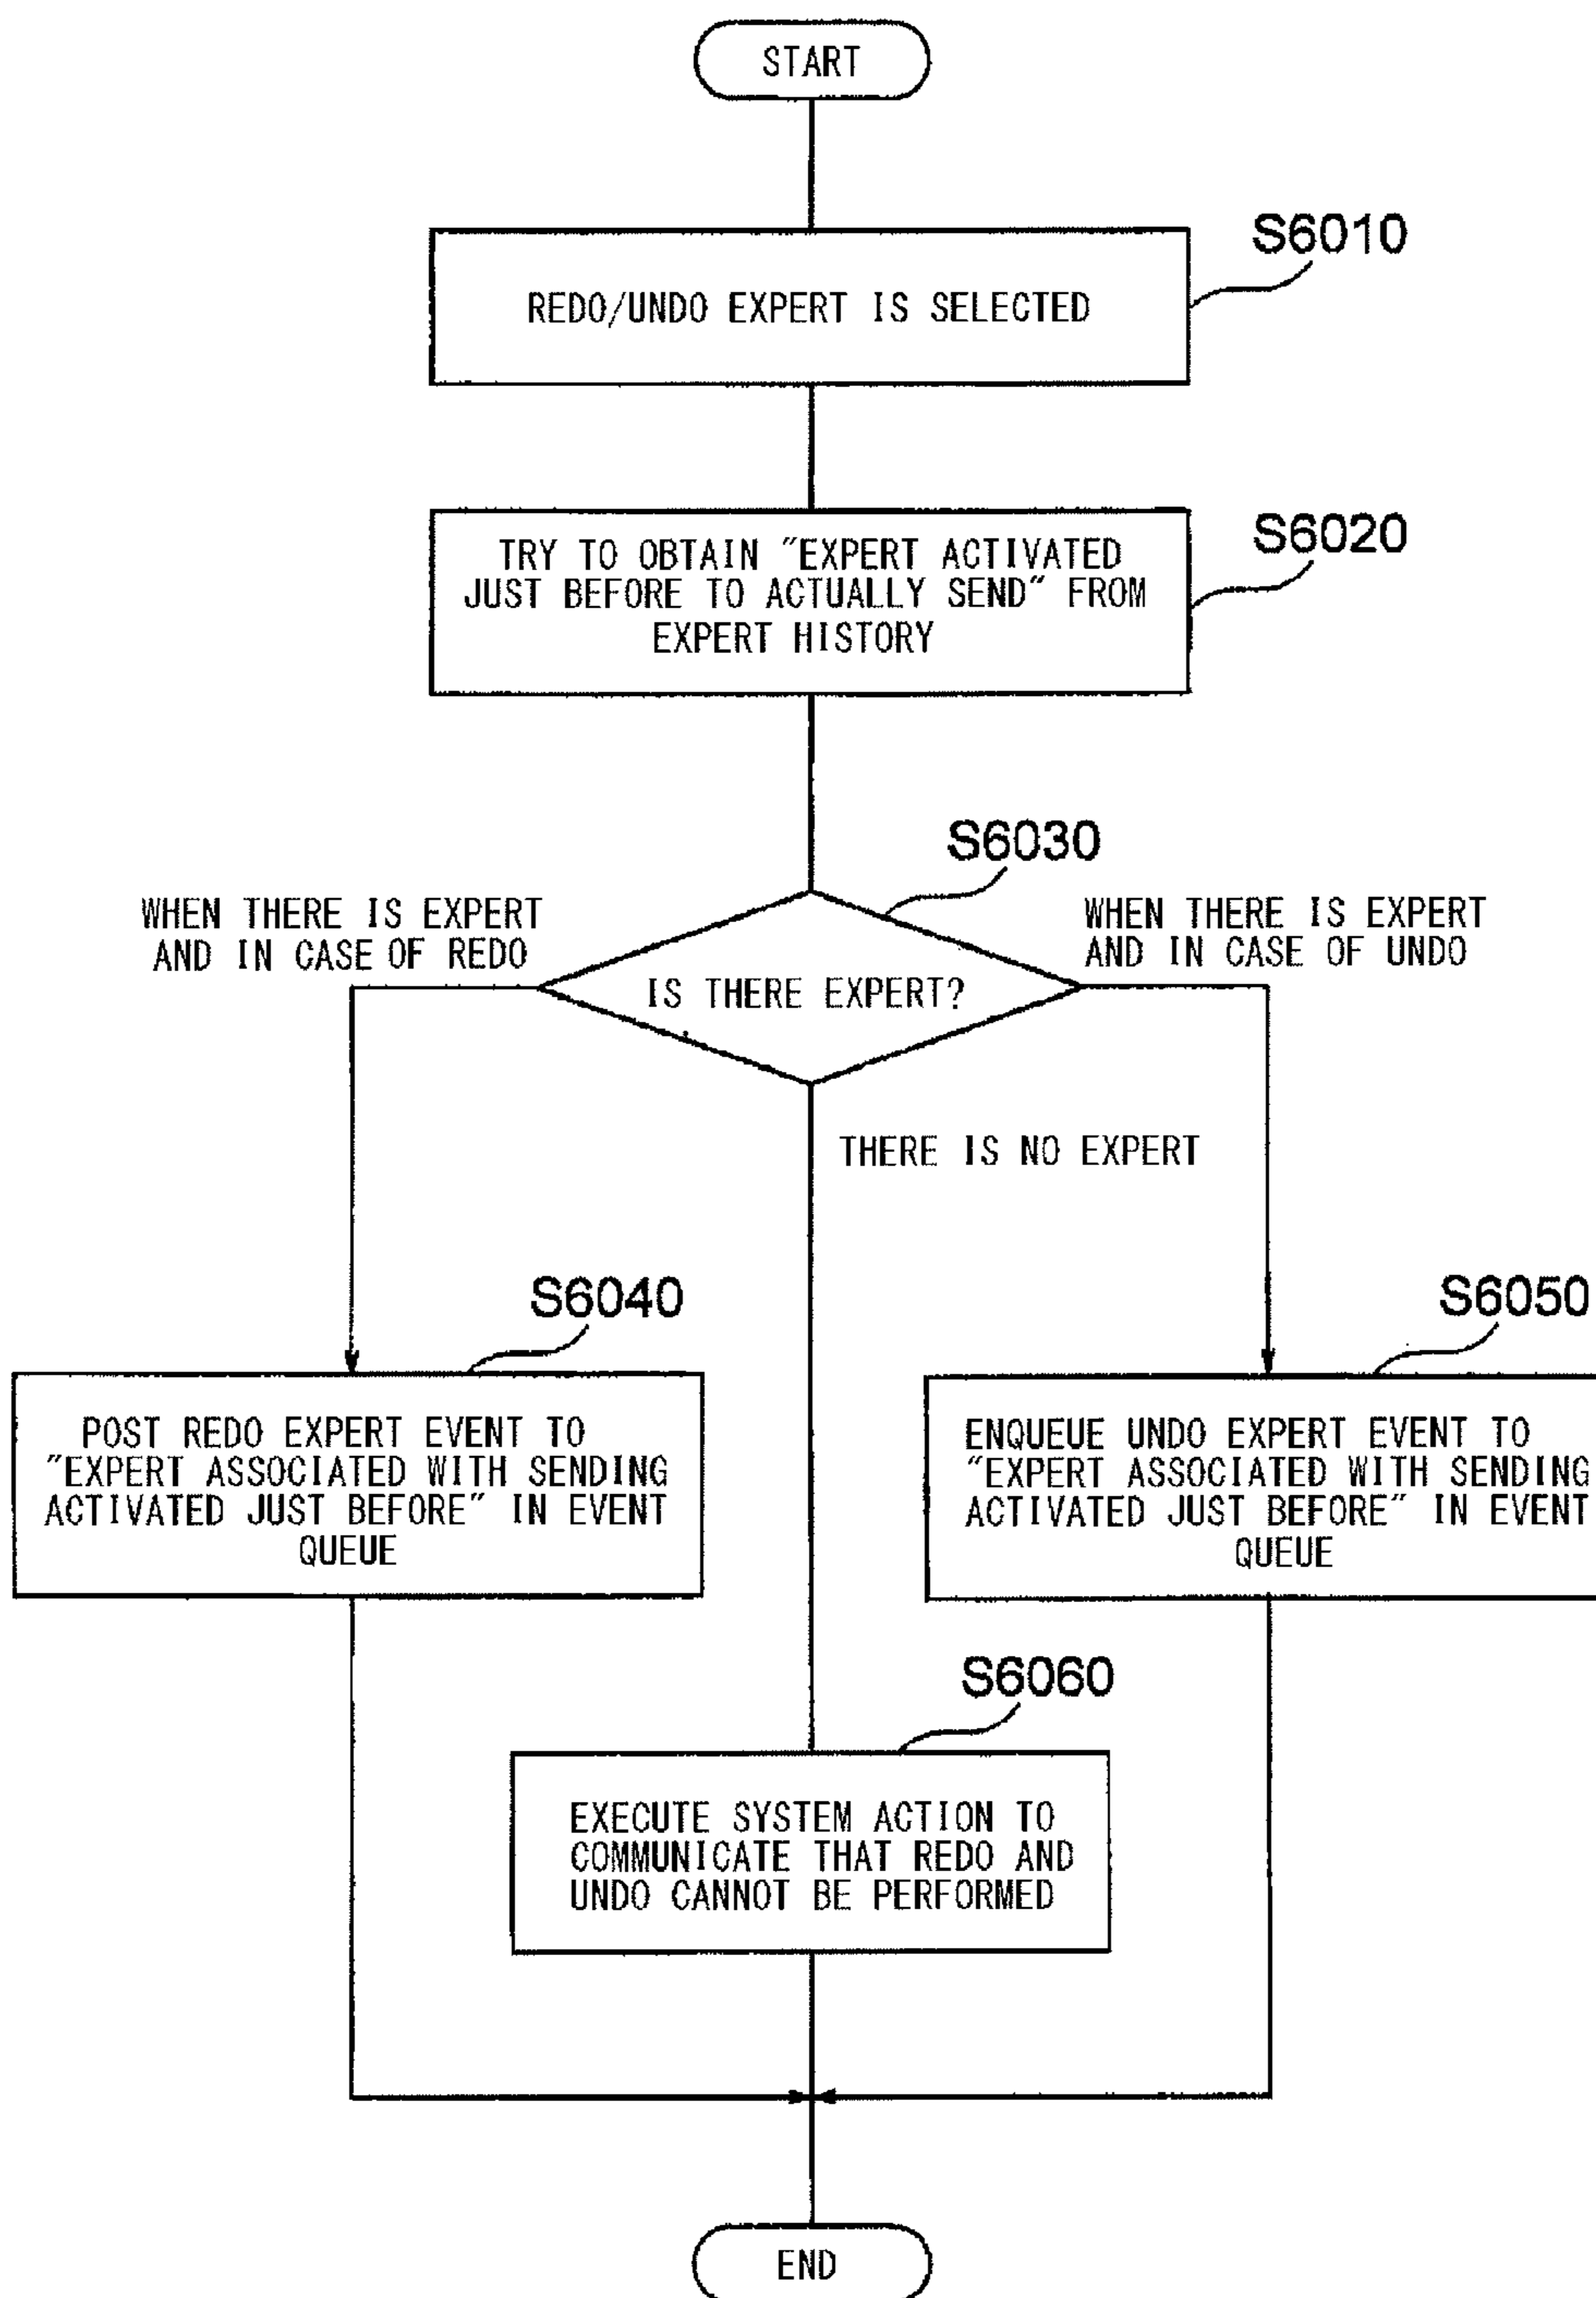 START
S6010
REDO/UNDO EXPERT IS SELECTED
S6020
TRY TO OBTAIN "EXPERT ACTIVATED
JUST BEFORE TO ACTUALLY SEND" FROM
EXPERT HISTORY
S6030
WHEN THERE IS EXPERT
AND IN CASE OF REDO
WHEN THERE IS EXPERT
AND IN CASE OF UNDO
IS THERE EXPERT?
THERE IS NO EXPERT
S6040
S6050
POST REDO EXPERT EVENT TO
"EXPERT ASSOCIATED WITH SENDING
ACTIVATED JUST BEFORE" IN EVENT
QUEUE
ENQUEUE UNDO EXPERT EVENT TO
"EXPERT ASSOCIATED WITH SENDING
ACTIVATED JUST BEFORE" IN EVENT
QUEUE
S6060
EXECUTE SYSTEM ACTION TO
COMMUNICATE THAT REDO AND
UNDO CANNOT BE PERFORMED
END